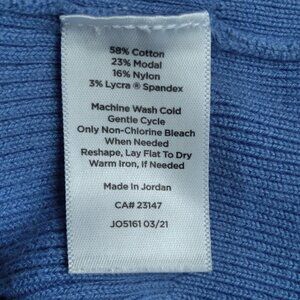 58% Cotton
23% Modal
16% Nylon
3% Lycra ® Spandex
Machine Wash Cold
Gentle Cycle
Only Non-Chlorine Bleach
When Needed
Reshape, Lay Flat To Dry
Warm Iron, If Needed
Made in Jordan
CA# 23147
JO5161 03/21